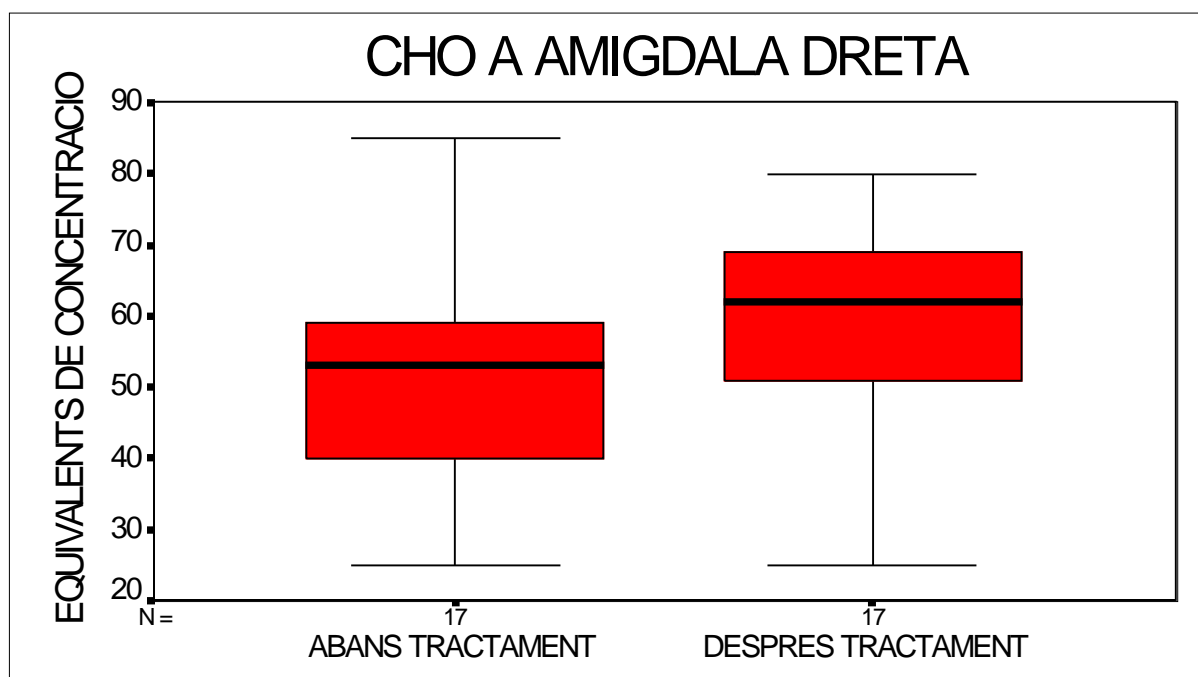 CHO A AMIGDALA DRETA
EQUIVALENTS DE CONCENTRACIO
90
80
70
60
50
40
30
20
N = 17 17
ABANS TRACTAMENT DESPRES TRACTAMENT